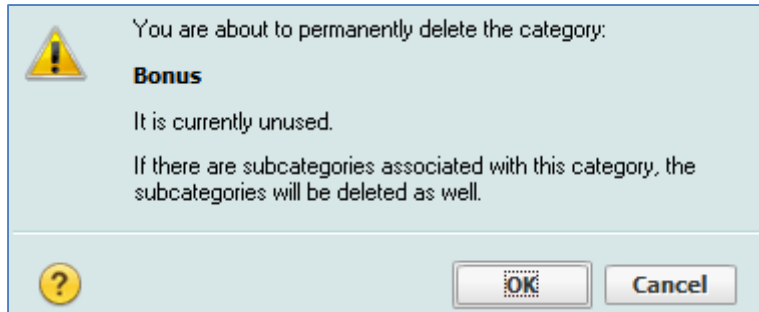 You are about to permanently delete the category:
Bonus
It is currently unused.
If there are subcategories associated with this category, the
subcategories will be deleted as well.
?
OK
Cancel